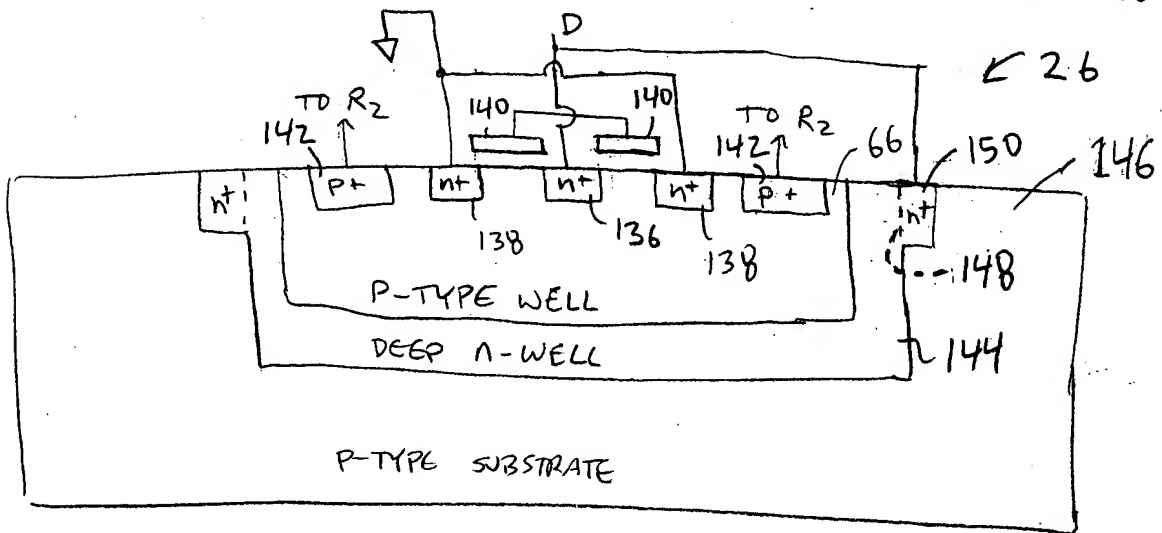 D
26
TO R2
140
140
TO R2
142
142
66
150
146
n+
p+
n+
n+
n+
p+
n+
138
136
138
148
P-TYPE WELL
DEEP n-WELL
144
P-TYPE SUBSTRATE